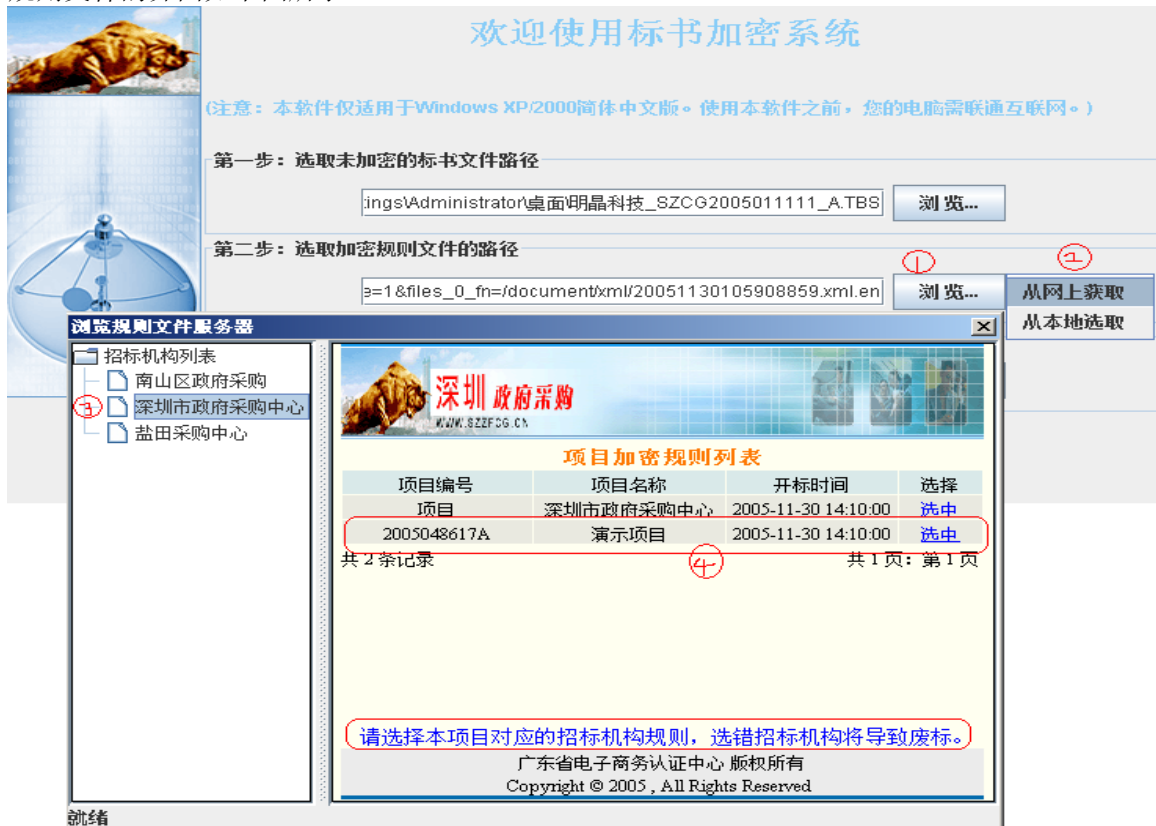 欢迎使用标书加密系统
(注意：本软件仅适用于Windows XP/2000简体中文版。使用本软件之前，您的电脑需联通互联网。)
第一步：选取未加密的标书文件路径
:ings\Administrator\桌面\明晶科技_SZCG2005011111_A.TBS
浏 览...
第二步：选取加密规则文件的路径
① ②
e=1&files_0_fn=/document/xml/20051130105908859.xml.en
浏 览...
从网上获取
从本地选取
浏览规则文件服务器
招标机构列表
南山区政府采购
③ 深圳市政府采购中心
盐田采购中心
深圳 政府采购
WWW.SZZFCG.CN
项目加密规则列表
项目编号 项目名称 开标时间 选择
项目 深圳市政府采购中心 2005-11-30 14:10:00 选中
2005048617A 演示项目 2005-11-30 14:10:00 选中
共 2 条记录 共 1 页：第 1 页
④
请选择本项目对应的招标机构规则，选错招标机构将导致废标。
广东省电子商务认证中心 版权所有
Copyright © 2005 , All Rights Reserved
就绪